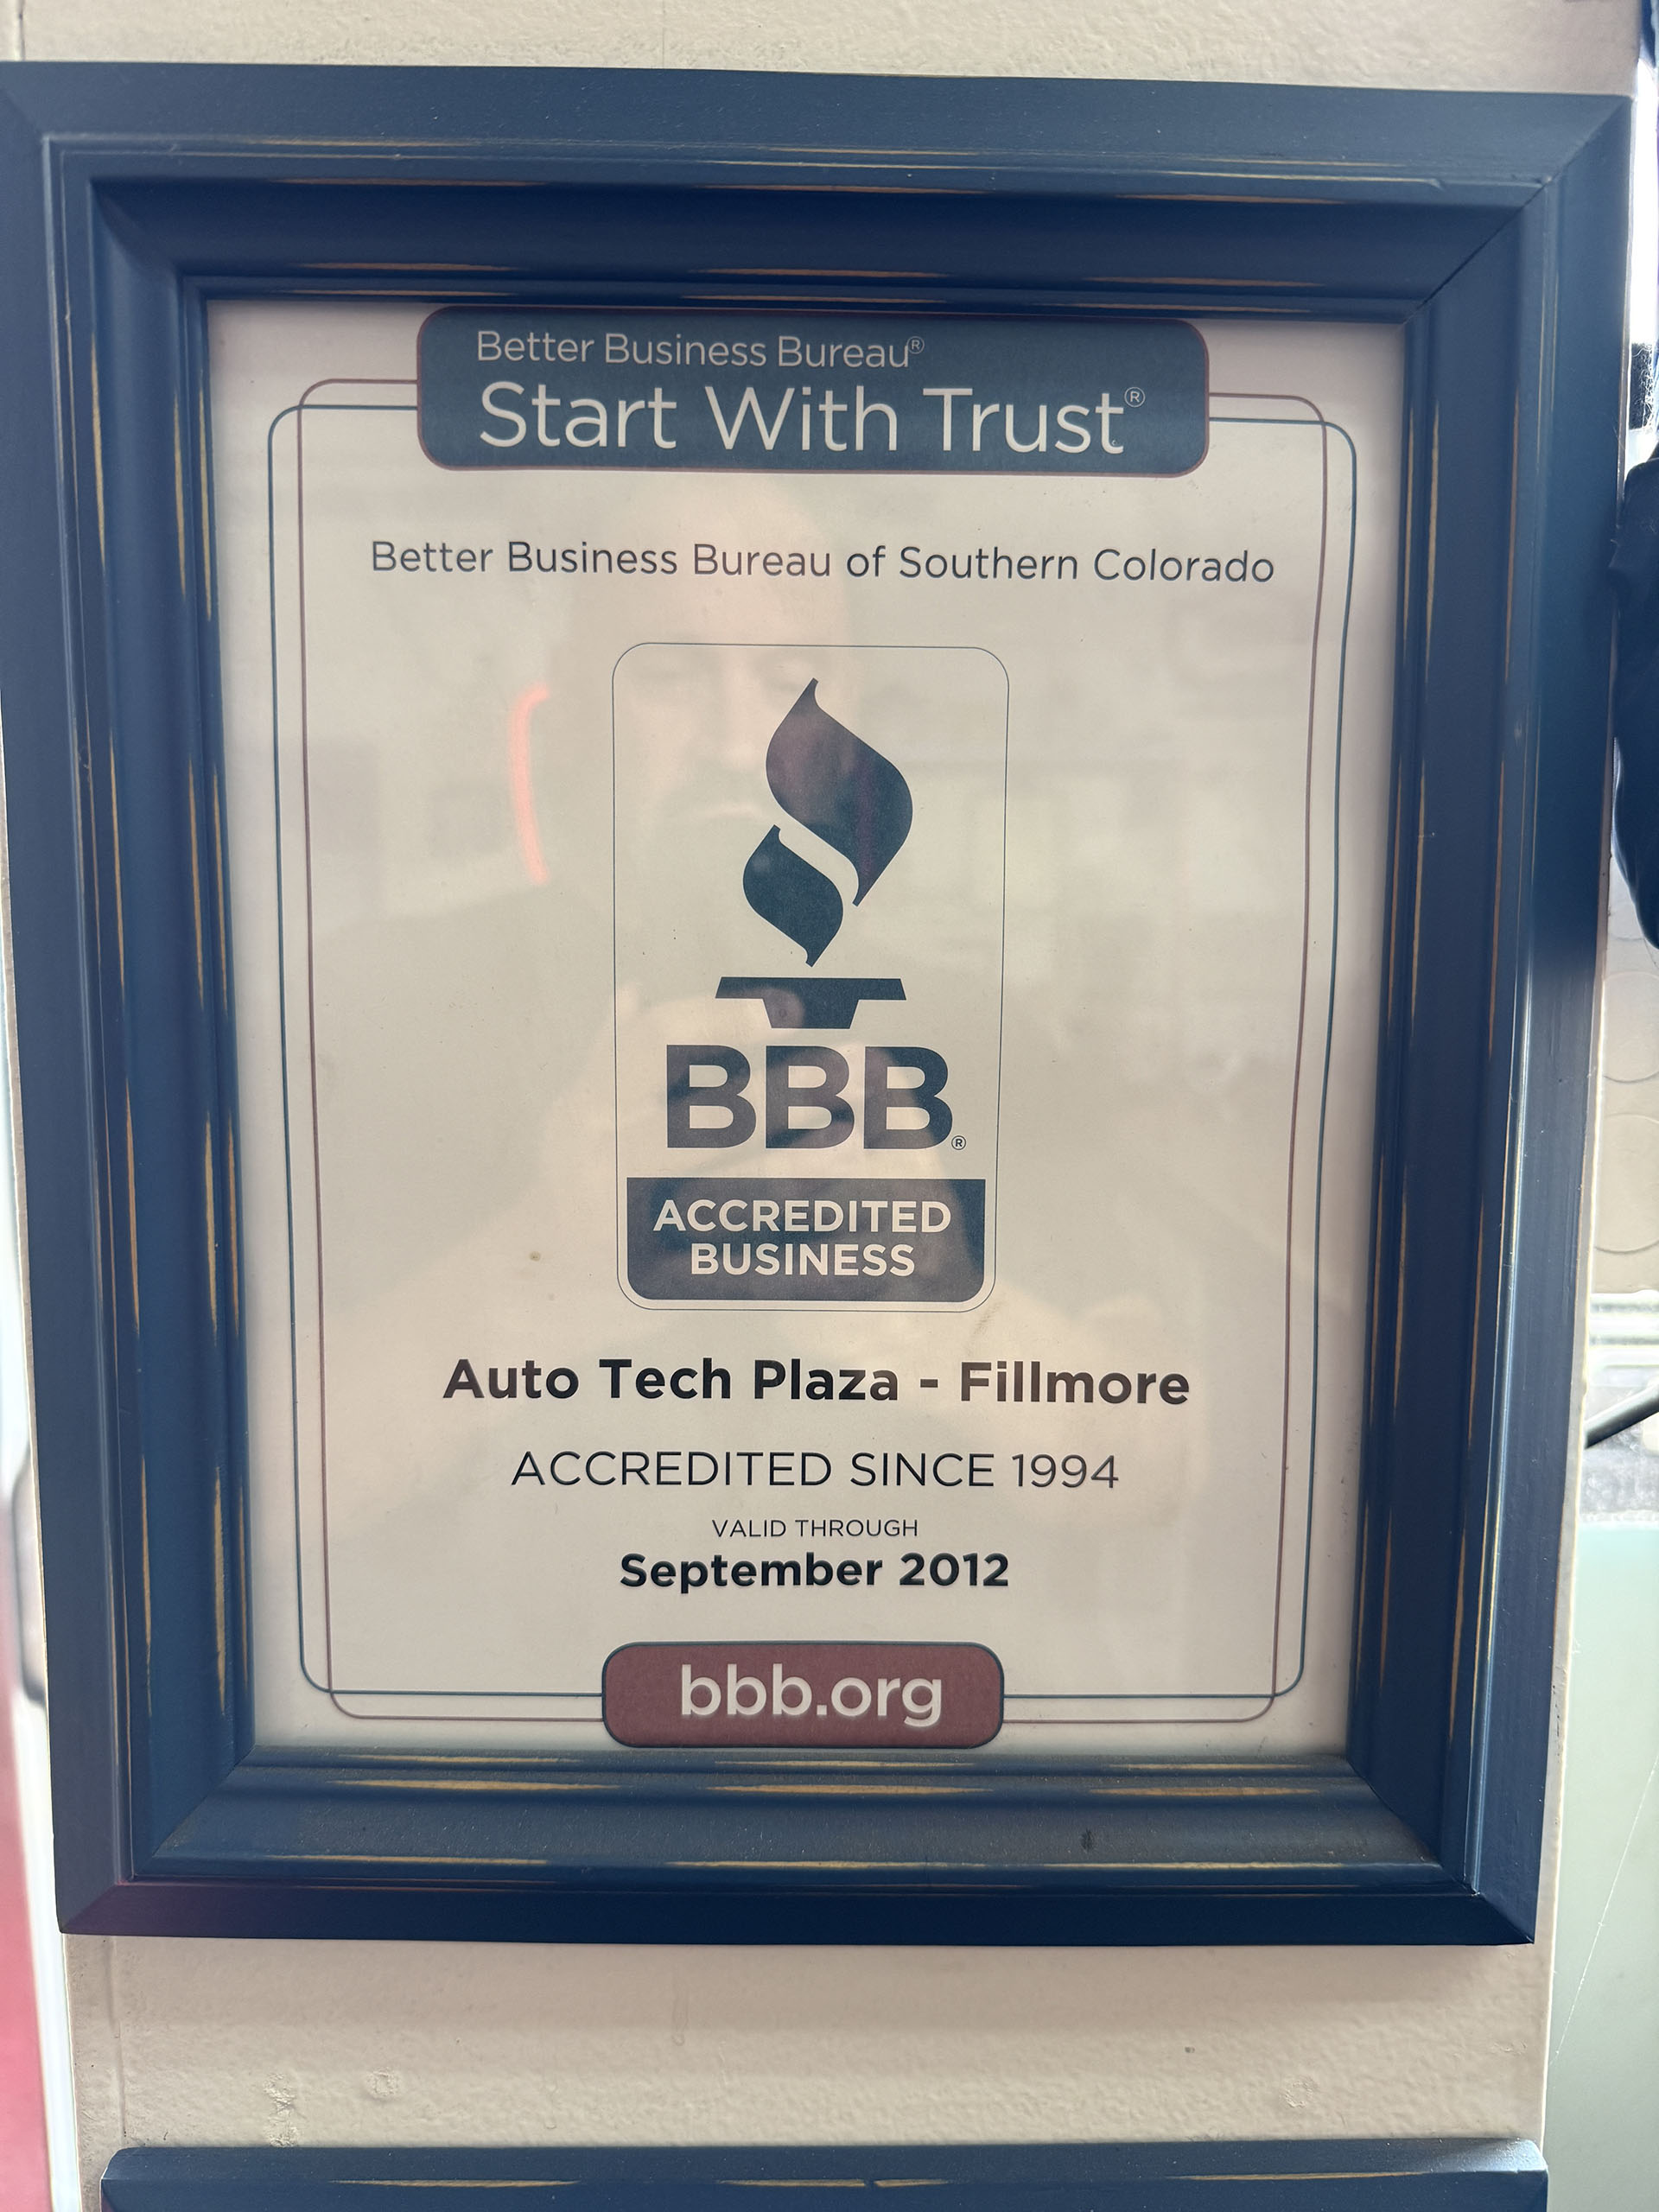 Better Business Bureau®
Start With Trust®
Better Business Bureau of Southern Colorado
BBB®
ACCREDITED
BUSINESS
Auto Tech Plaza - Fillmore
ACCREDITED SINCE 1994
VALID THROUGH
September 2012
bbb.org